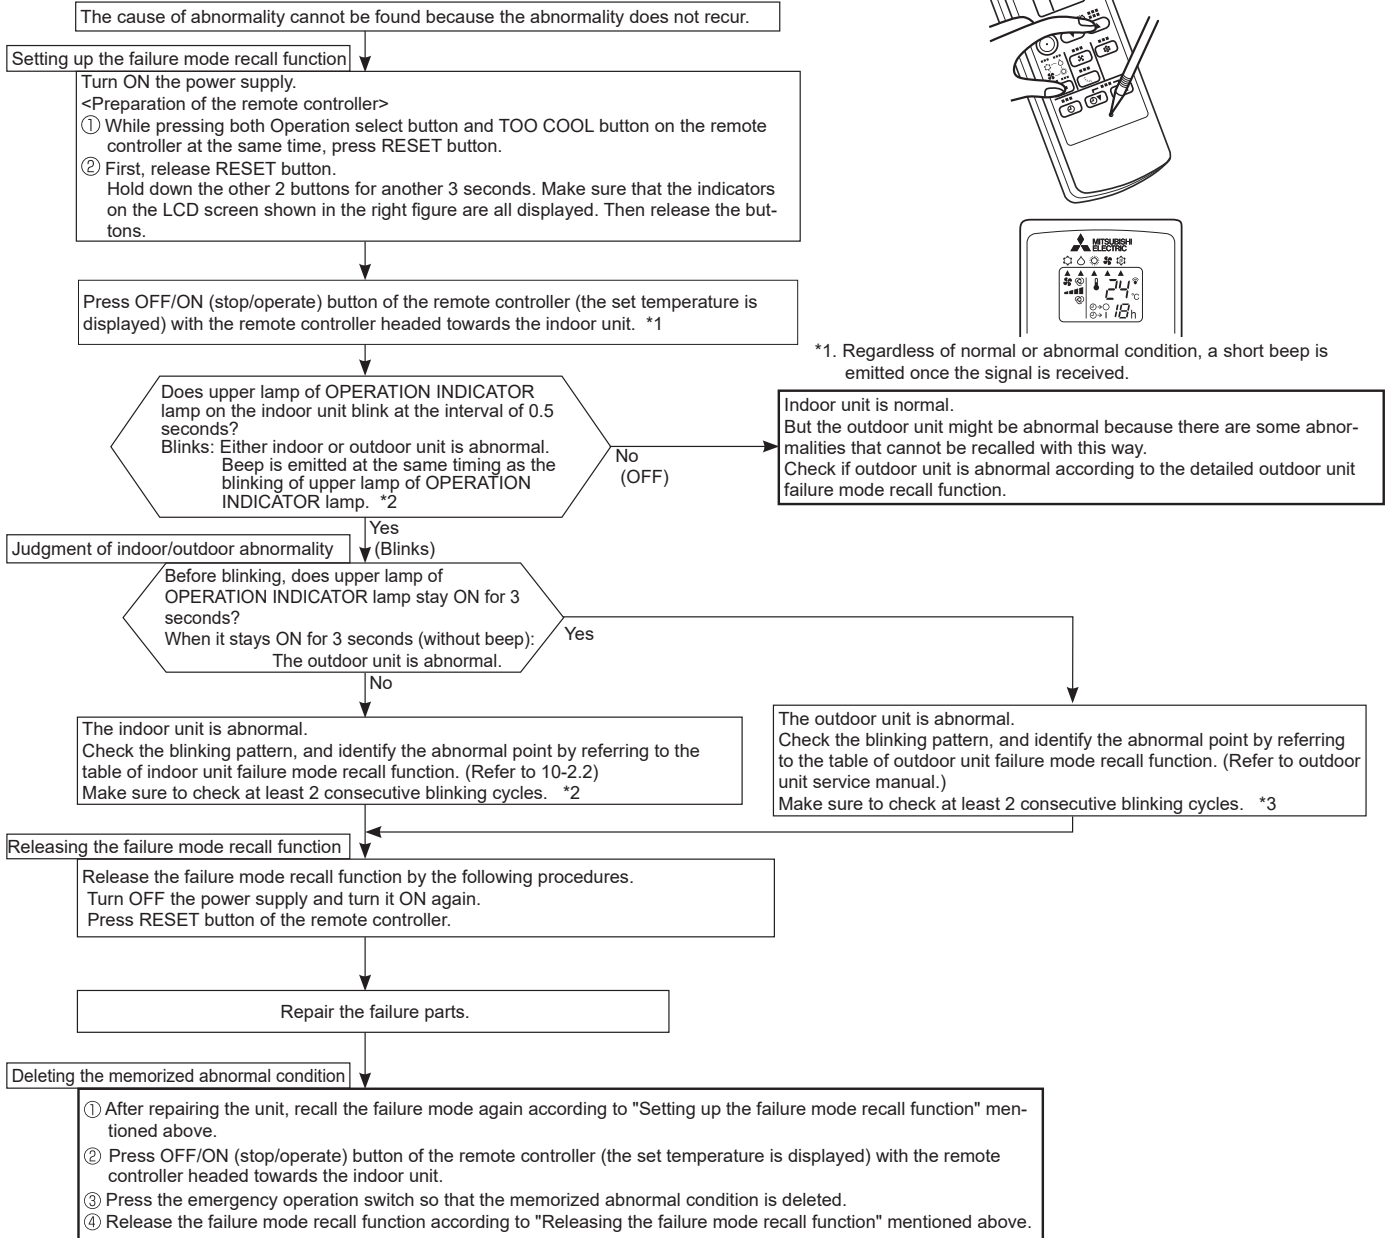 The cause of abnormality cannot be found because the abnormality does not recur.
Setting up the failure mode recall function
Turn ON the power supply.
<Preparation of the remote controller>
① While pressing both Operation select button and TOO COOL button on the remote
controller at the same time, press RESET button.
② First, release RESET button.
Hold down the other 2 buttons for another 3 seconds. Make sure that the indicators
on the LCD screen shown in the right figure are all displayed. Then release the but-
tons.
MITSUBISHI
ELECTRIC
24 °C
18h
Press OFF/ON (stop/operate) button of the remote controller (the set temperature is
displayed) with the remote controller headed towards the indoor unit. *1
*1. Regardless of normal or abnormal condition, a short beep is
emitted once the signal is received.
Does upper lamp of OPERATION INDICATOR
lamp on the indoor unit blink at the interval of 0.5
seconds?
Blinks: Either indoor or outdoor unit is abnormal.
Beep is emitted at the same timing as the
blinking of upper lamp of OPERATION
INDICATOR lamp. *2
No
(OFF)
Indoor unit is normal.
But the outdoor unit might be abnormal because there are some abnor-
malities that cannot be recalled with this way.
Check if outdoor unit is abnormal according to the detailed outdoor unit
failure mode recall function.
Yes
(Blinks)
Judgment of indoor/outdoor abnormality
Before blinking, does upper lamp of
OPERATION INDICATOR lamp stay ON for 3
seconds?
When it stays ON for 3 seconds (without beep):
The outdoor unit is abnormal.
Yes
No
The indoor unit is abnormal.
Check the blinking pattern, and identify the abnormal point by referring to the
table of indoor unit failure mode recall function. (Refer to 10-2.2)
Make sure to check at least 2 consecutive blinking cycles. *2
The outdoor unit is abnormal.
Check the blinking pattern, and identify the abnormal point by referring
to the table of outdoor unit failure mode recall function. (Refer to outdoor
unit service manual.)
Make sure to check at least 2 consecutive blinking cycles. *3
Releasing the failure mode recall function
Release the failure mode recall function by the following procedures.
Turn OFF the power supply and turn it ON again.
Press RESET button of the remote controller.
Repair the failure parts.
Deleting the memorized abnormal condition
① After repairing the unit, recall the failure mode again according to "Setting up the failure mode recall function" men-
tioned above.
② Press OFF/ON (stop/operate) button of the remote controller (the set temperature is displayed) with the remote
controller headed towards the indoor unit.
③ Press the emergency operation switch so that the memorized abnormal condition is deleted.
④ Release the failure mode recall function according to "Releasing the failure mode recall function" mentioned above.